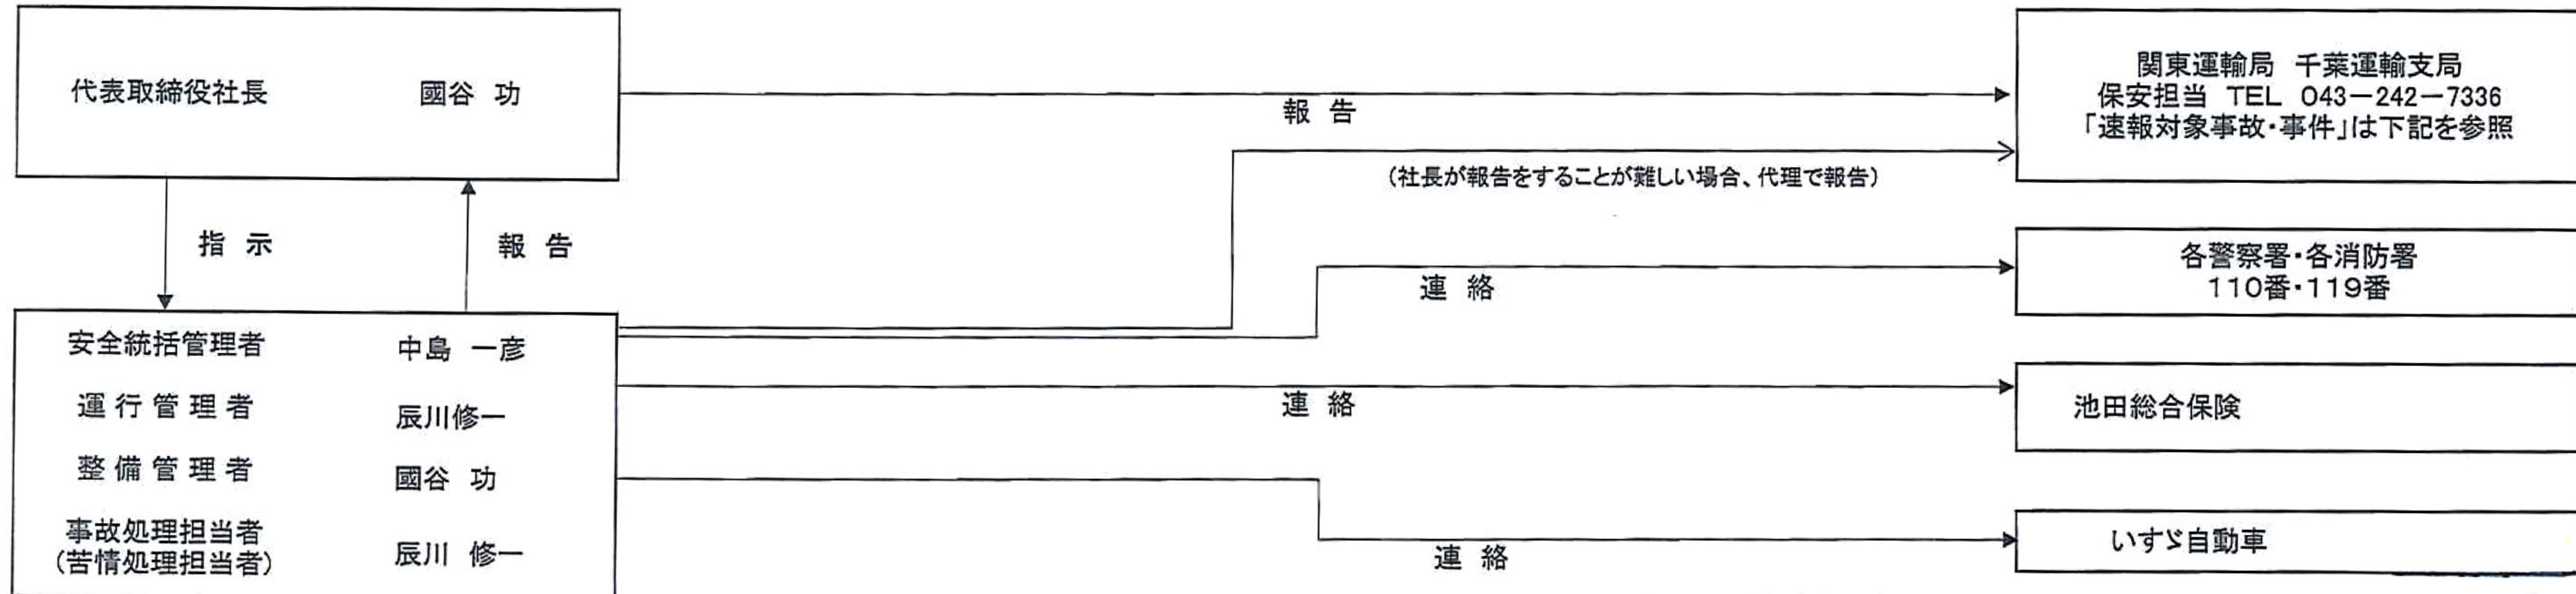 代表取締役社長 國谷 功
報 告
関東運輸局 千葉運輸支局
保安担当 TEL 043-242-7336
「速報対象事故・事件」は下記を参照
(社長が報告をすることが難しい場合、代理で報告)
指 示
報 告
連 絡
各警察署・各消防署
110番・119番
安全統括管理者 中島 一彦
運 行 管 理 者 辰川修一
整 備 管 理 者 國谷 功
事故処理担当者
(苦情処理担当者) 辰川 修一
連 絡
池田総合保険
連 絡
いすゞ自動車